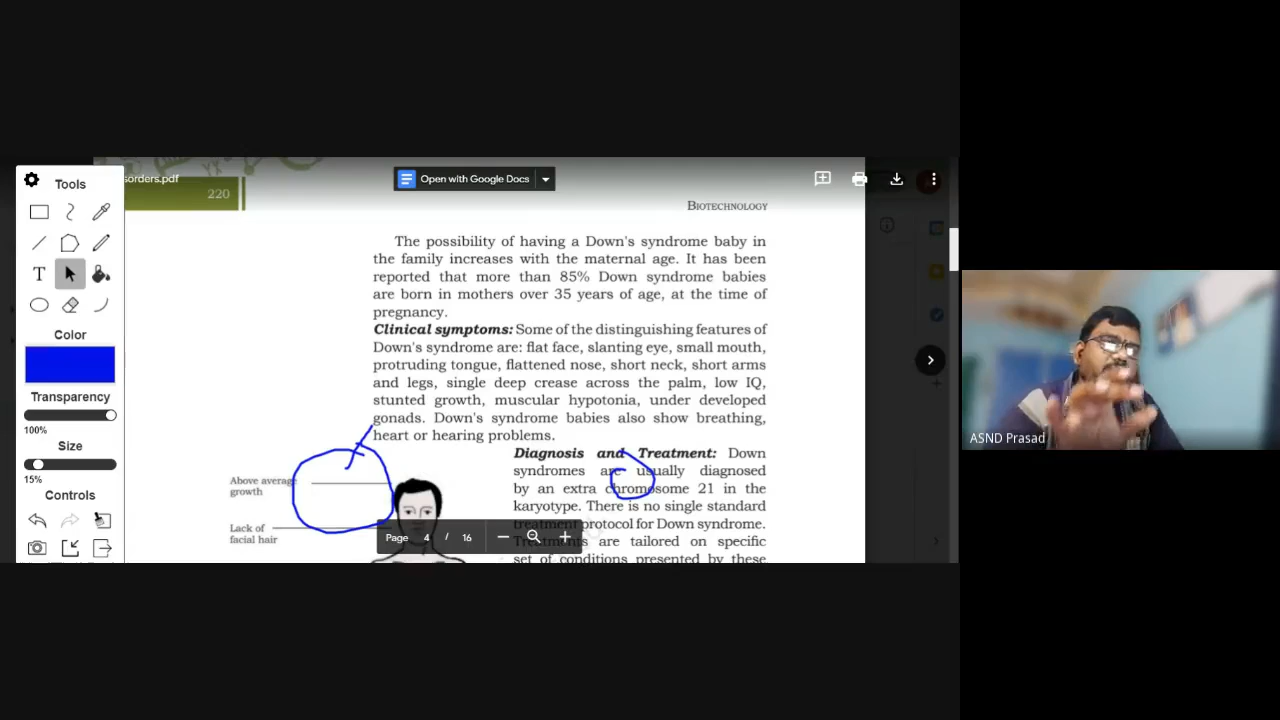 Tools
sorders.pdf
Open with Google Docs
220
BIOTECHNOLOGY
The possibility of having a Down's syndrome baby in
the family increases with the maternal age. It has been
reported that more than 85% Down syndrome babies
are born in mothers over 35 years of age, at the time of
pregnancy.
Clinical symptoms: Some of the distinguishing features of
Down's syndrome are: flat face, slanting eye, small mouth,
protruding tongue, flattened nose, short neck, short arms
and legs, single deep crease across the palm, low IQ,
stunted growth, muscular hypotonia, under developed
gonads. Down's syndrome babies also show breathing,
heart or hearing problems.
Diagnosis and Treatment: Down
syndromes are usually diagnosed
by an extra chromosome 21 in the
karyotype. There is no single standard
treatment protocol for Down syndrome.
Treatments are tailored on specific
set of conditions presented by these
Above average
growth
Lack of
facial hair
Page 4 / 16
T
Color
Transparency
100%
Size
15%
Controls
ASND Prasad